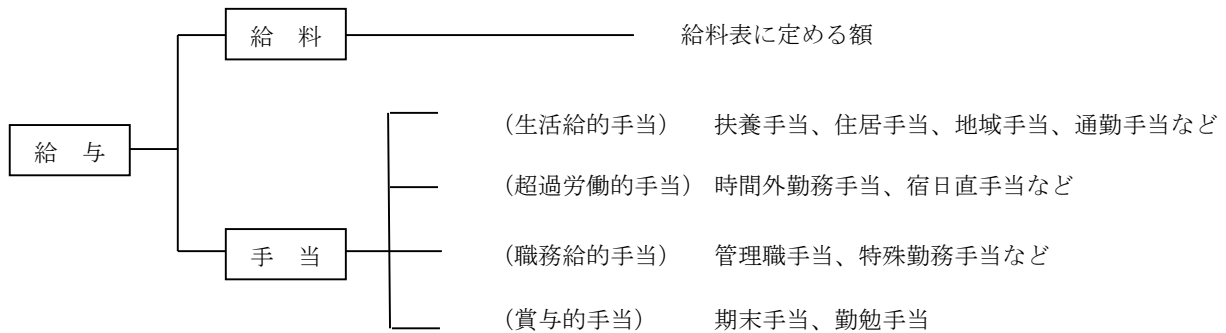 給　料　　給料表に定める額
（生活給的手当）　扶養手当、住居手当、地域手当、通勤手当など
給　与
（超過労働的手当）　時間外勤務手当、宿日直手当など
手　当　　（職務給的手当）　管理職手当、特殊勤務手当など
（賞与的手当）　期末手当、勤勉手当